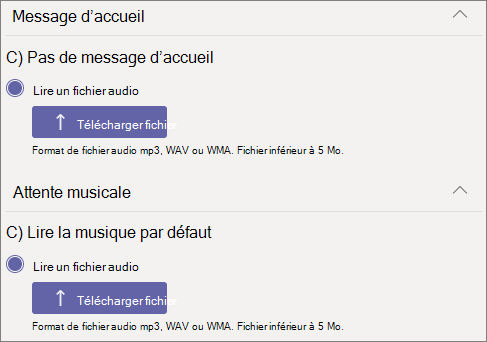 Message d'accueil
C) Pas de message d'accueil
Lire un fichier audio
Télécharger fichier
Format de fichier audio mp3, WAV ou WMA. Fichier inférieur à 5 Mo.
Attente musicale
C) Lire la musique par défaut
Lire un fichier audio
Télécharger fichier
Format de fichier audio mp3, WAV ou WMA. Fichier inférieur à 5 Mo.